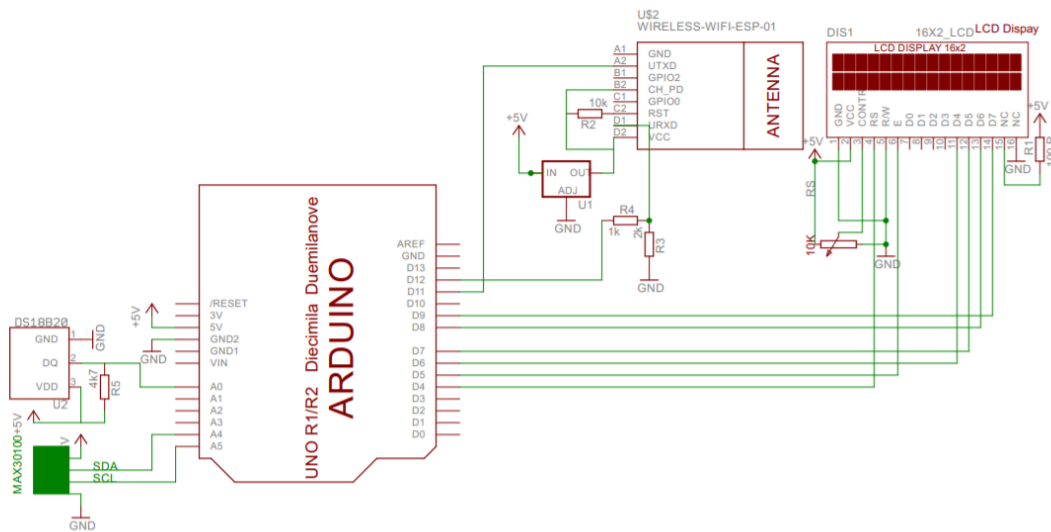 U$2
WIRELESS-WIFI-ESP-01
A1 GND
A2 UTXD
B1 GPIO2
B2 CH_PD
C1 GPIO0
C2 RST
D1 URXD
D2 VCC
ANTENNA
10k
R2
+5V
IN OUT
ADJ
U1
GND
R4
1k
2k
R3
GND
DIS1 16X2_LCD LCD Dispay
LCD DISPLAY 16x2
GND VCC CONTR RS R/W E D0 D1 D2 D3 D4 D5 D6 D7 NC NC
1 2 3 4 5 6 7 8 9 10 11 12 13 14 15 16
+5V
RS
10K
GND
GND
+5V
R1
UNO R1/R2 Diecimila Duemilanove
ARDUINO
/RESET
3V
5V
GND2
GND1
VIN
A0
A1
A2
A3
A4
A5
AREF
GND
D13
D12
D11
D10
D9
D8
D7
D6
D5
D4
D3
D2
D1
D0
+5V
GND
DS18B20
GND 1
DQ 2
VDD 3
U2
GND
4k7
R5
+5V
MAX30100
V
SDA
SCL
GND